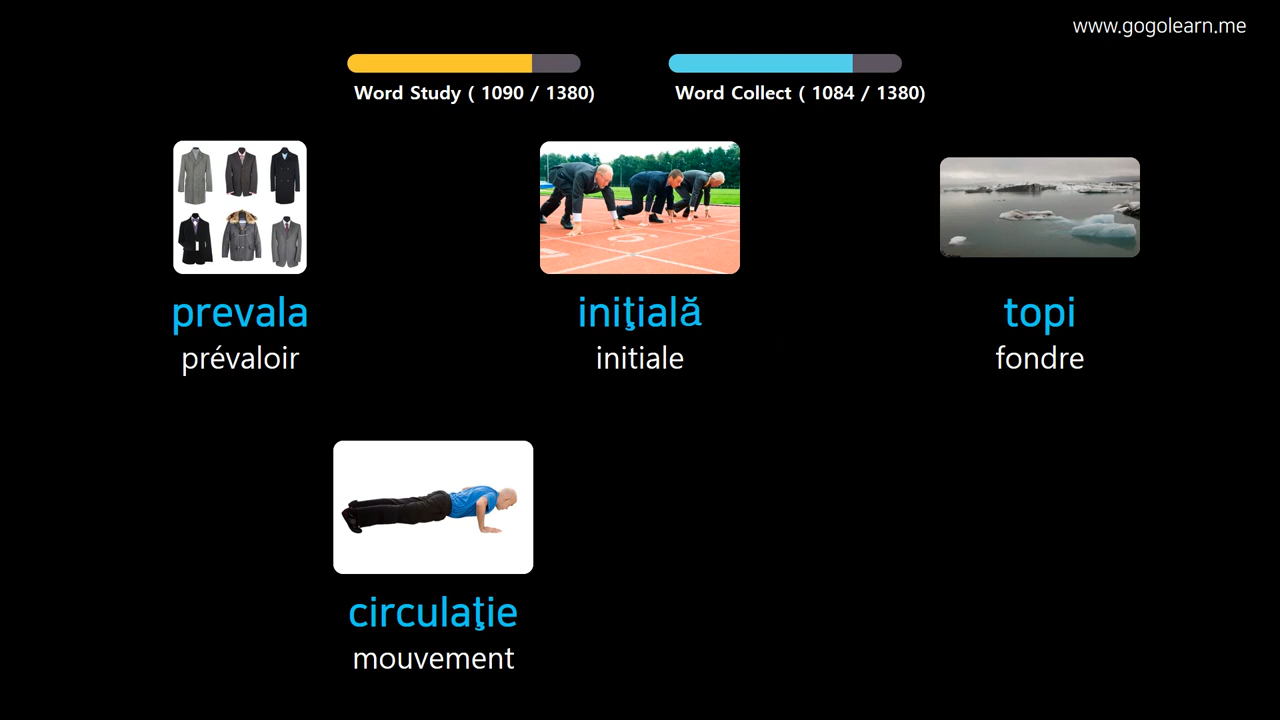 www.gogolearn.me
Word Study ( 1090 / 1380)
Word Collect ( 1084 / 1380)
prevala
prévaloir
iniţială
initiale
topi
fondre
circulaţie
mouvement